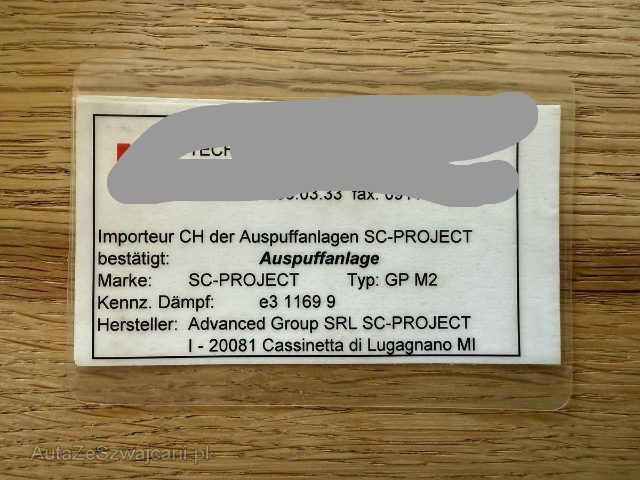 TECH
fax.
Importeur CH der Auspuffanlagen SC-PROJECT
bestätigt: Auspuffanlage
Marke: SC-PROJECT Typ: GP M2
Kennz. Dämpf: e3 1169 9
Hersteller: Advanced Group SRL SC-PROJECT
I - 20081 Cassinetta di Lugagnano MI
AutaZeSzwajcarii.pl